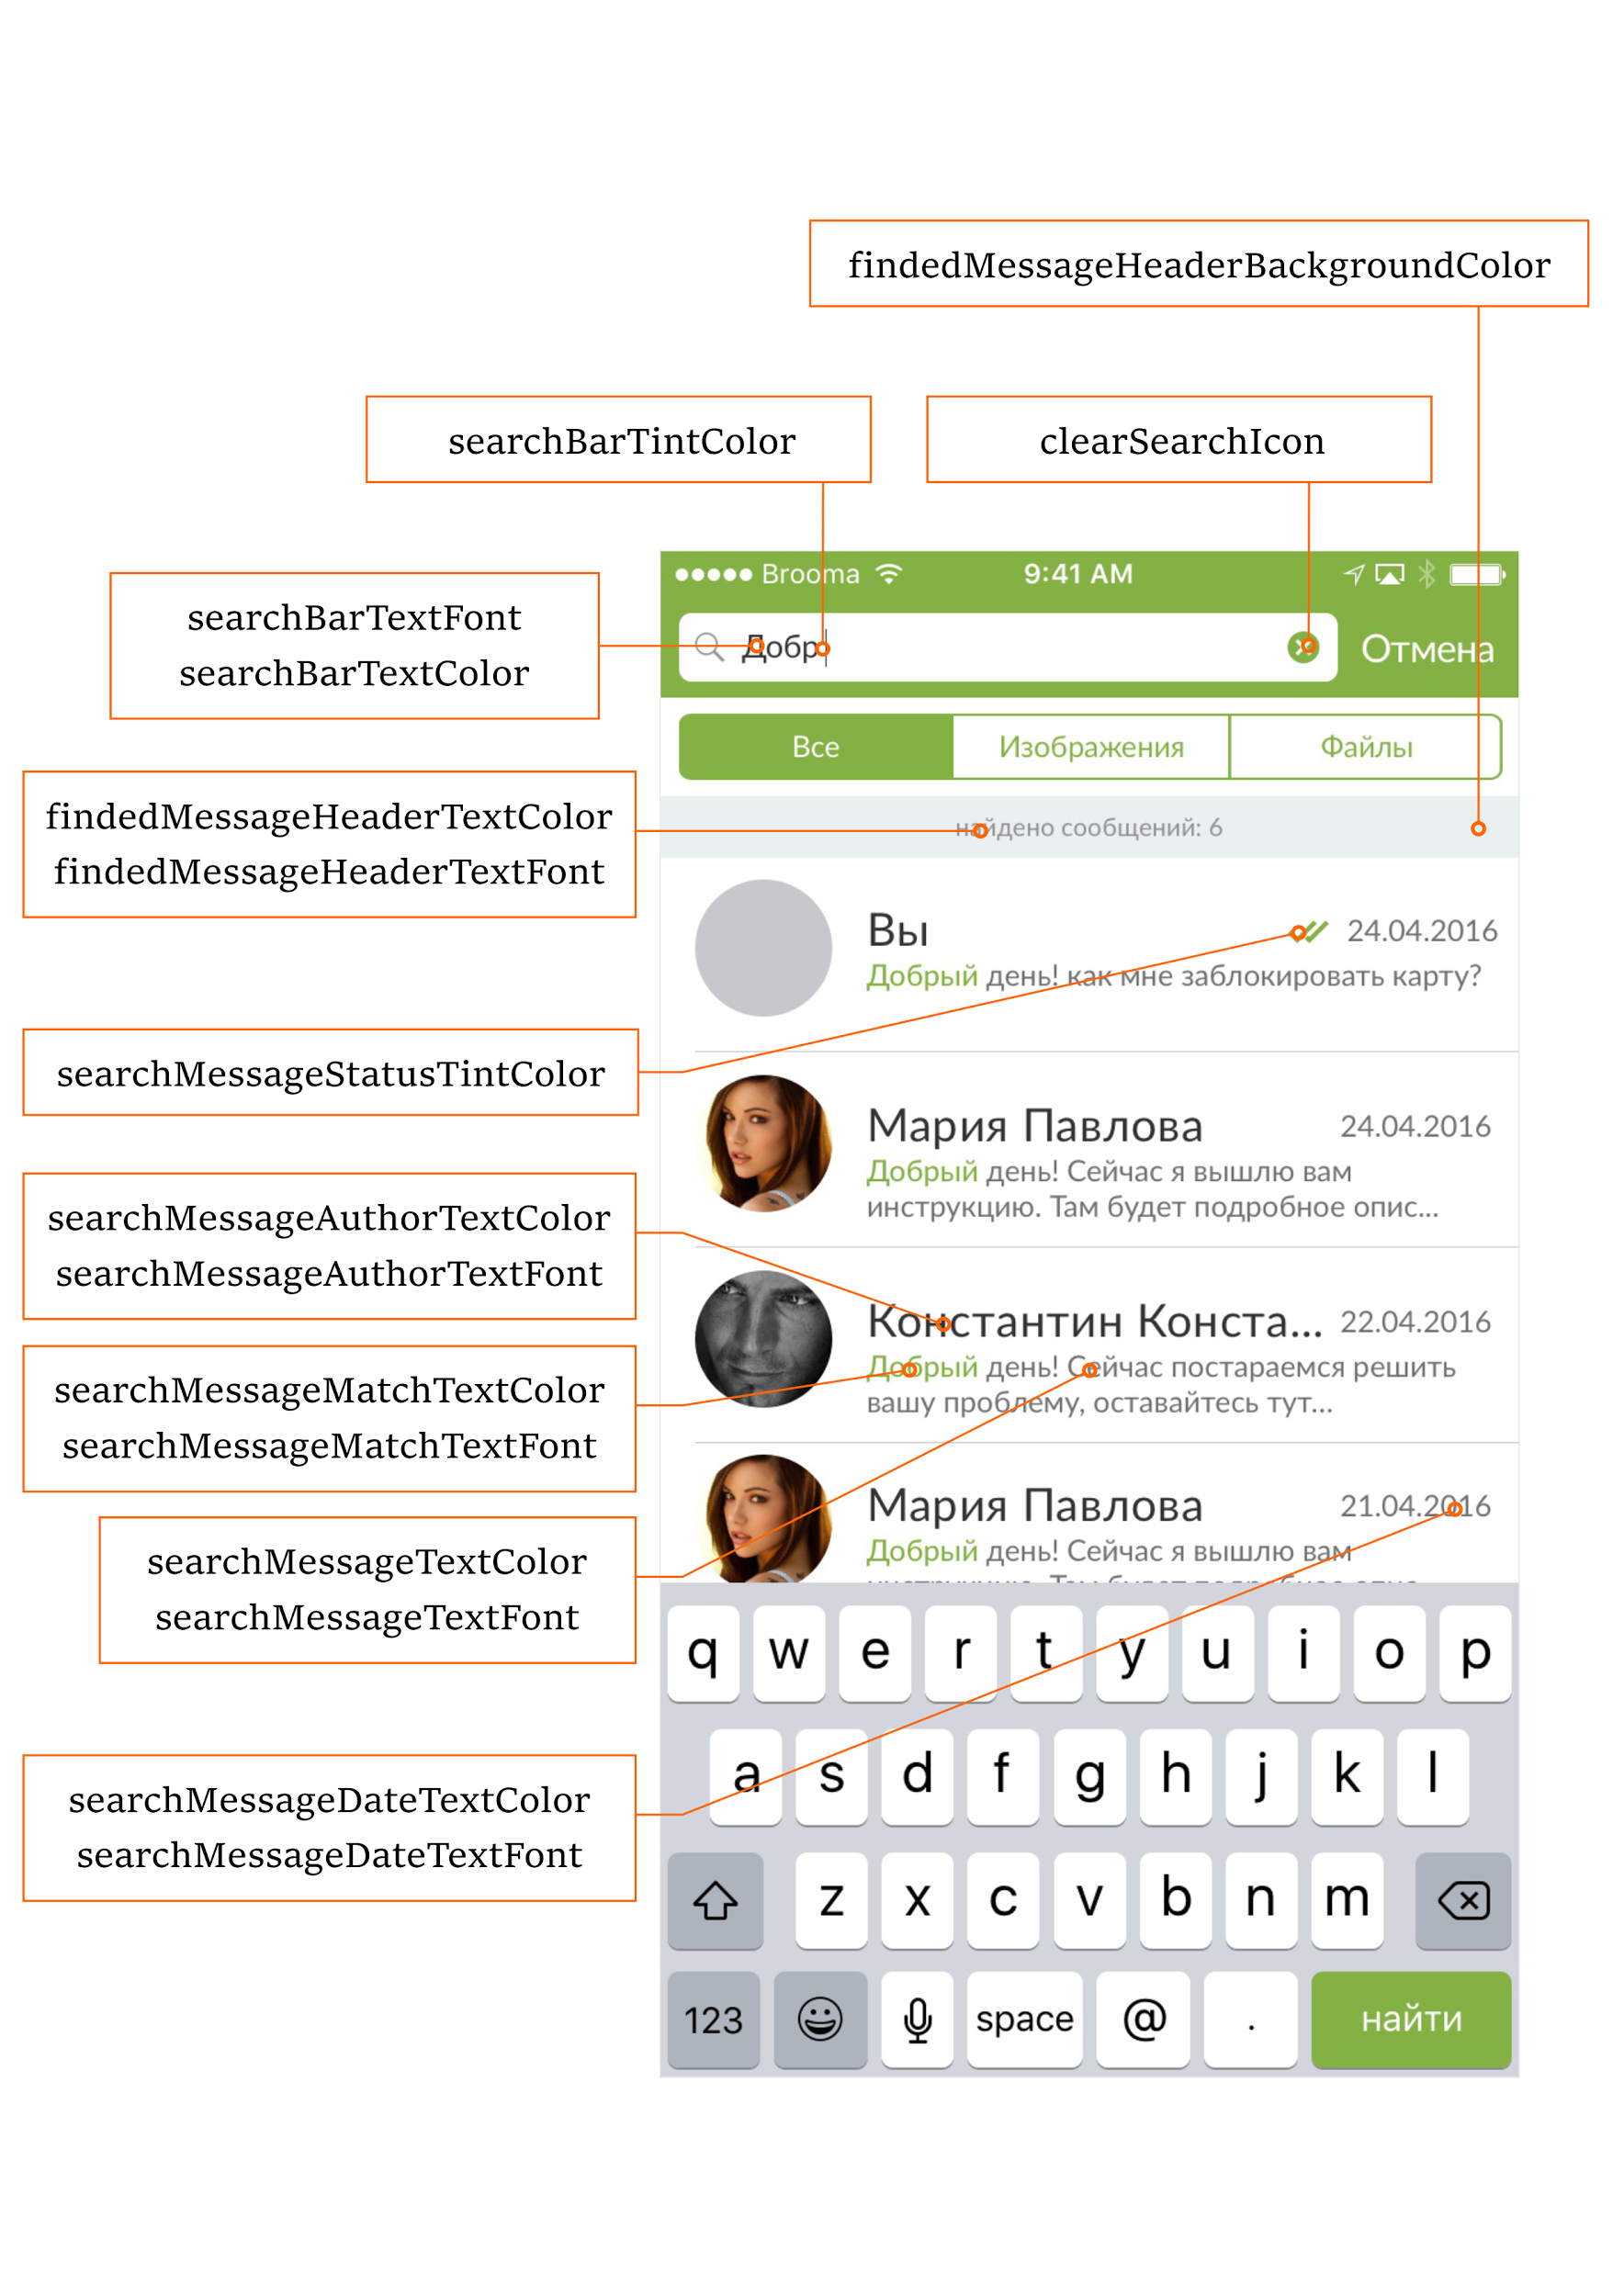 findedMessageHeaderBackgroundColor
searchBarTintColor
clearSearchIcon
searchBarTextFont
searchBarTextColor
Brooma 9:41 AM
Добр
Отмена
Все Изображения Файлы
findedMessageHeaderTextColor
findedMessageHeaderTextFont
найдено сообщений: 6
Вы 24.04.2016
Добрый день! как мне заблокировать карту?
searchMessageStatusTintColor
Мария Павлова 24.04.2016
Добрый день! Сейчас я вышлю вам
инструкцию. Там будет подробное опис...
searchMessageAuthorTextColor
searchMessageAuthorTextFont
Константин Конста... 22.04.2016
Добрый день! Сейчас постараемся решить
вашу проблему, оставайтесь тут...
searchMessageMatchTextColor
searchMessageMatchTextFont
Мария Павлова 21.04.2016
Добрый день! Сейчас я вышлю вам
searchMessageTextColor
searchMessageTextFont
q w e r t y u i o p
a s d f g h j k l
searchMessageDateTextColor
searchMessageDateTextFont
z x c v b n m
123 space @ . найти